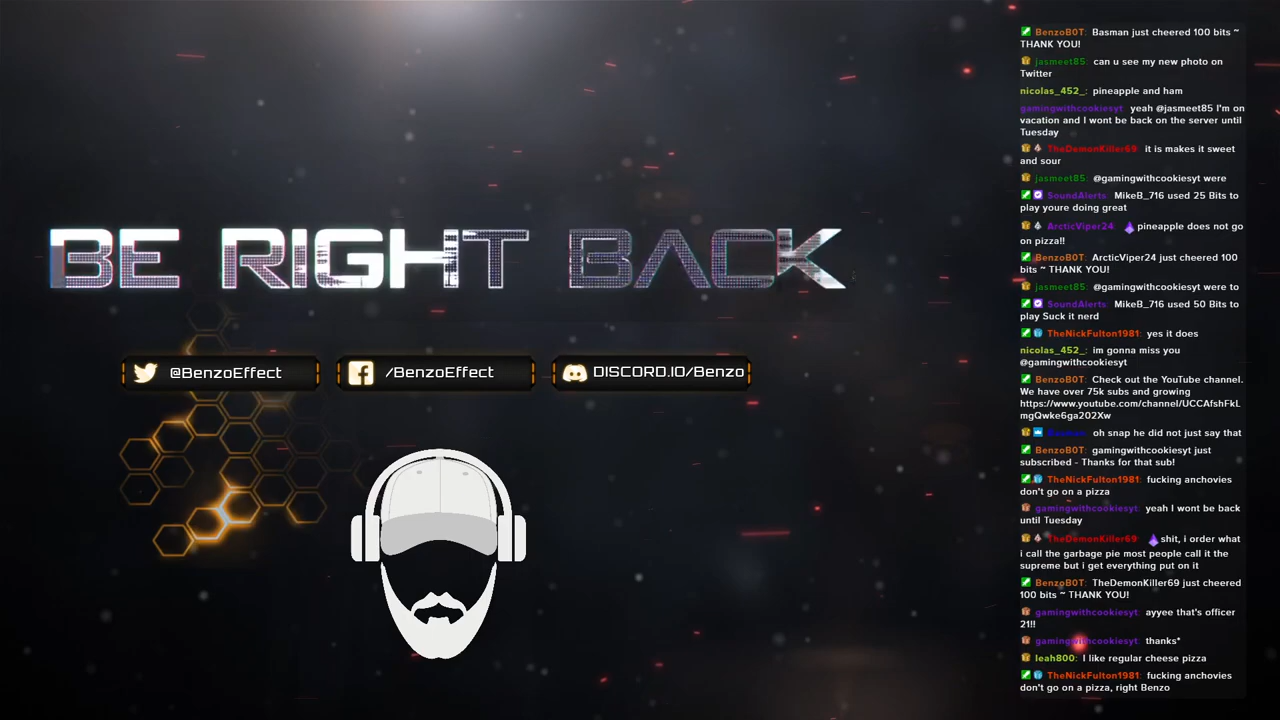 BE RIGHT BACK
@BenzoEffect
/BenzoEffect
DISCORD.IO/Benzo
BenzoB0T: Basman just cheered 100 bits ~
THANK YOU!
jasmeet85: can u see my new photo on
Twitter
nicolas_452_: pineapple and ham
gamingwithcookiesyt: yeah @jasmeet85 I'm on
vacation and I wont be back on the server until
Tuesday
TheDemonKiller69: it is makes it sweet
and sour
jasmeet85: @gamingwithcookiesyt were
SoundAlerts: MikeB_716 used 25 Bits to
play youre doing great
ArcticViper24: pineapple does not go
on pizza!!
BenzoB0T: ArcticViper24 just cheered 100
bits ~ THANK YOU!
jasmeet85: @gamingwithcookiesyt were to
SoundAlerts: MikeB_716 used 50 Bits to
play Suck it nerd
TheNickFulton1981: yes it does
nicolas_452_: im gonna miss you
@gamingwithcookiesyt
BenzoB0T: Check out the YouTube channel.
We have over 75k subs and growing
https://www.youtube.com/channel/UCCAfshFkL
mgQwke6ga202Xw
Basman: oh snap he did not just say that
BenzoB0T: gamingwithcookiesyt just
subscribed - Thanks for that sub!
TheNickFulton1981: fucking anchovies
don't go on a pizza
gamingwithcookiesyt: yeah I wont be back
until Tuesday
TheDemonKiller69: shit, i order what
i call the garbage pie most people call it the
supreme but i get everything put on it
BenzoB0T: TheDemonKiller69 just cheered
100 bits ~ THANK YOU!
gamingwithcookiesyt: ayyee that's officer
21!!
gamingwithcookiesyt: thanks*
leah800: I like regular cheese pizza
TheNickFulton1981: fucking anchovies
don't go on a pizza, right Benzo